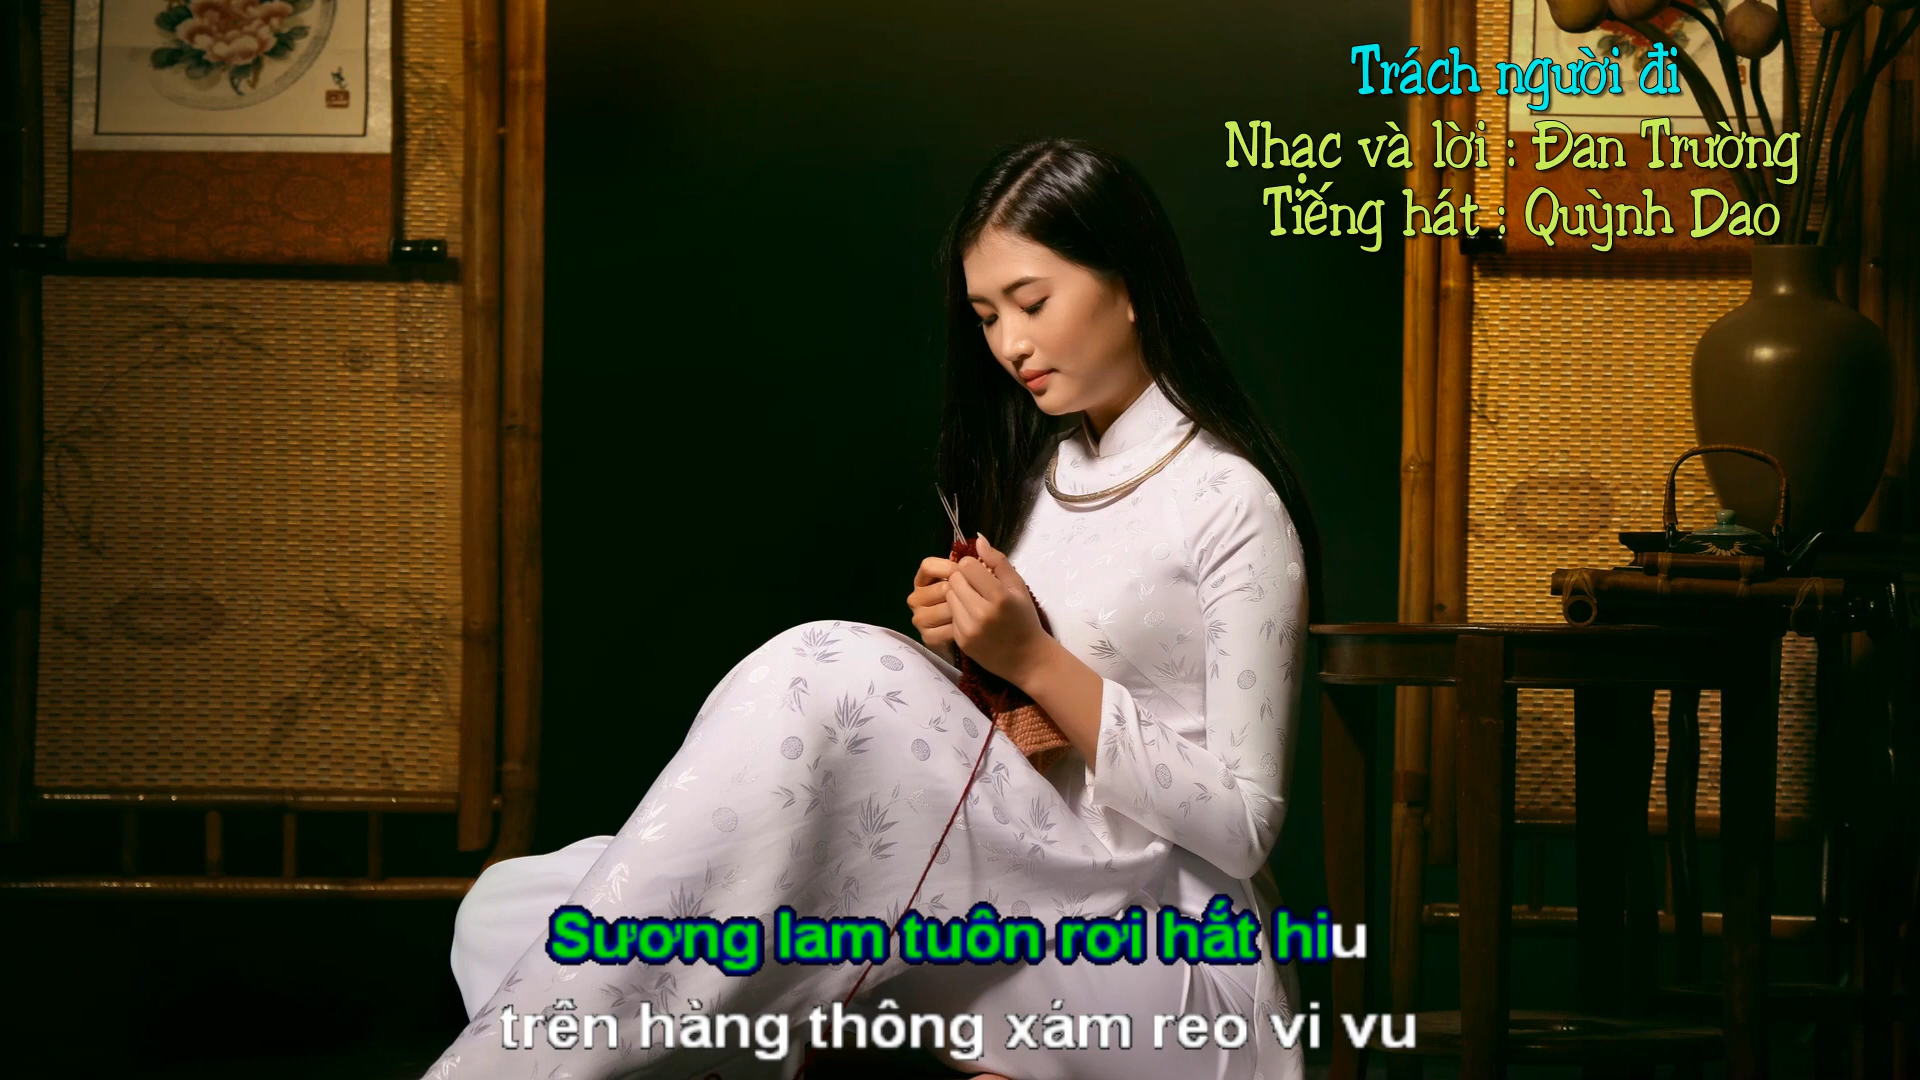 Trách người đi
Nhạc và lời : Đan Trường
Tiếng hát : Quỳnh Dao
Sương lam tuôn rơi hắt hiu
trên hàng thông xám reo vi vu